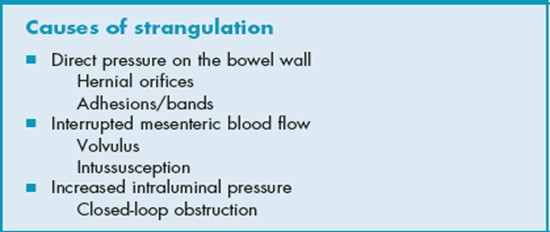 Causes of strangulation
■ Direct pressure on the bowel wall
Hernial orifices
Adhesions/bands
■ Interrupted mesenteric blood flow
Volvulus
Intussusception
■ Increased intraluminal pressure
Closed-loop obstruction